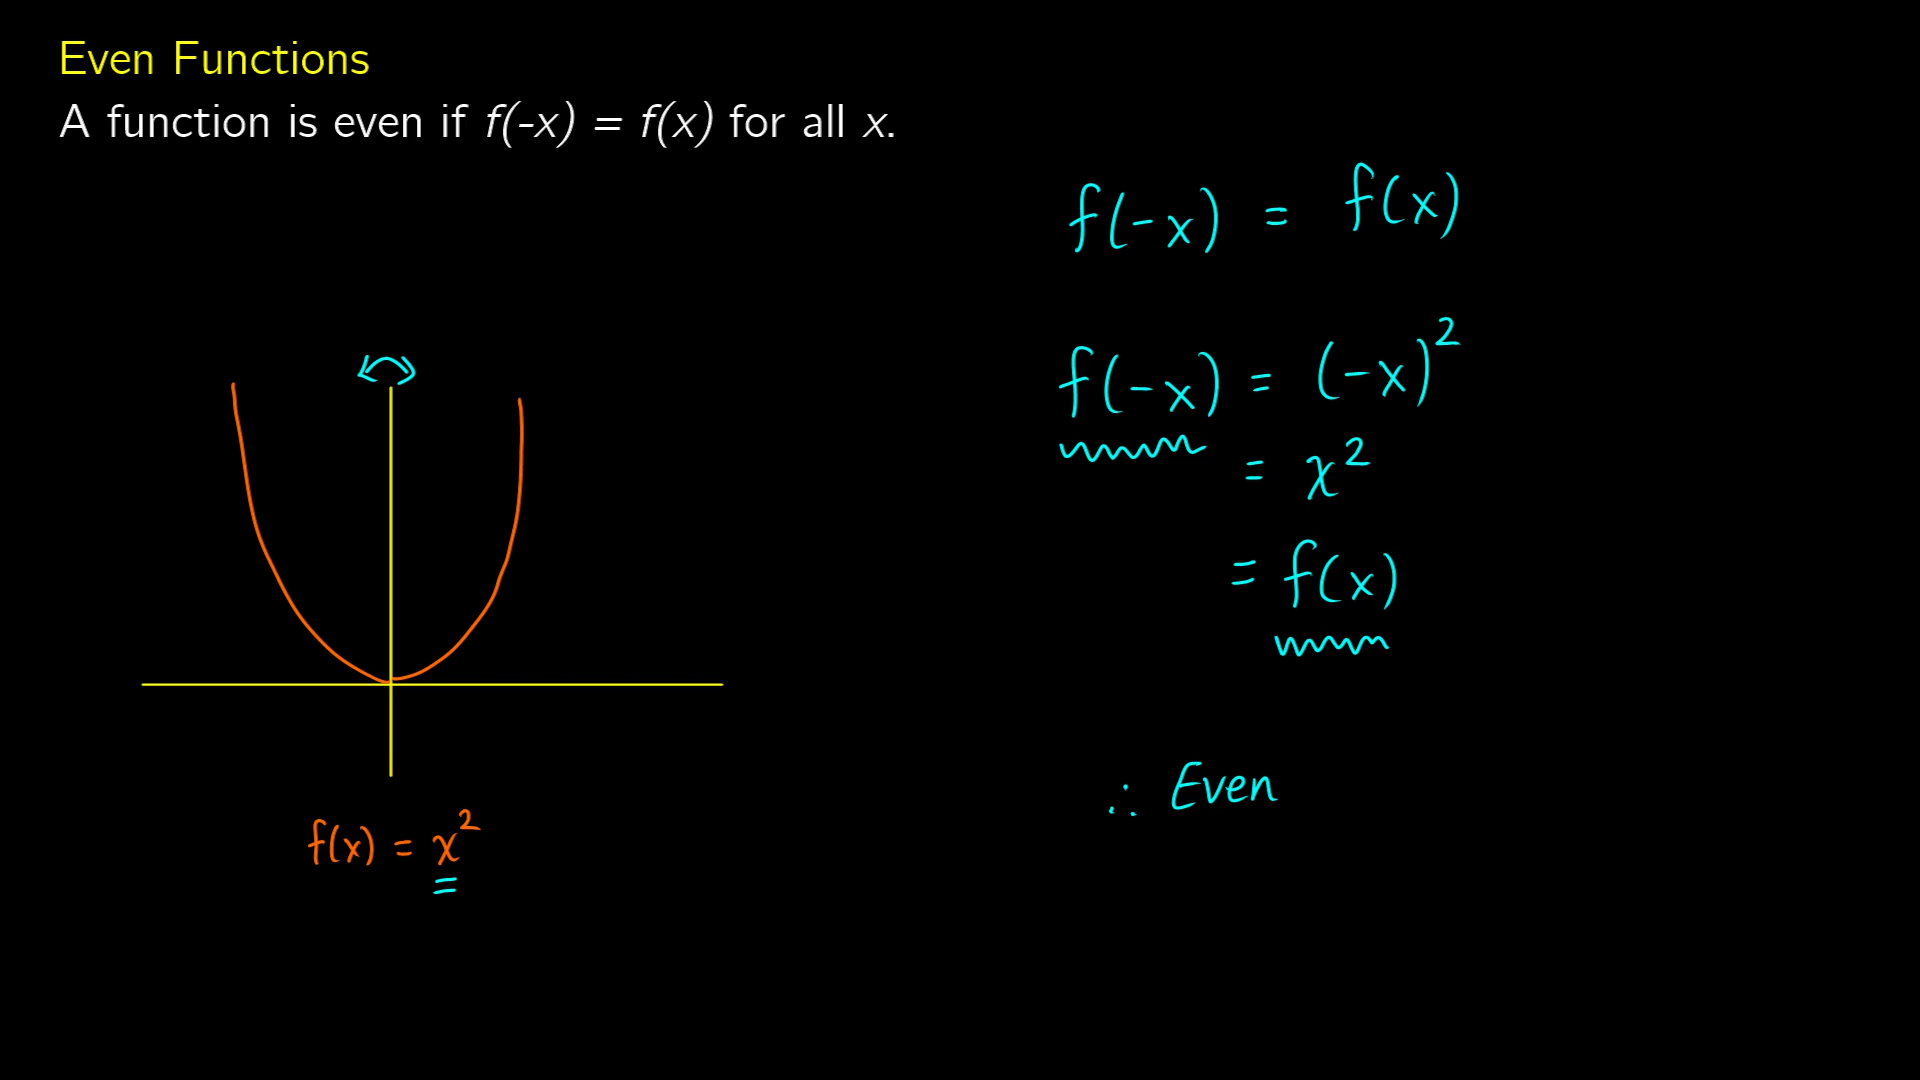 Even Functions
A function is even if f(-x) = f(x) for all x.
f(-x) = f(x)
f(-x) = (-x)²
= x²
= f(x)
∴ Even
f(x) = x²